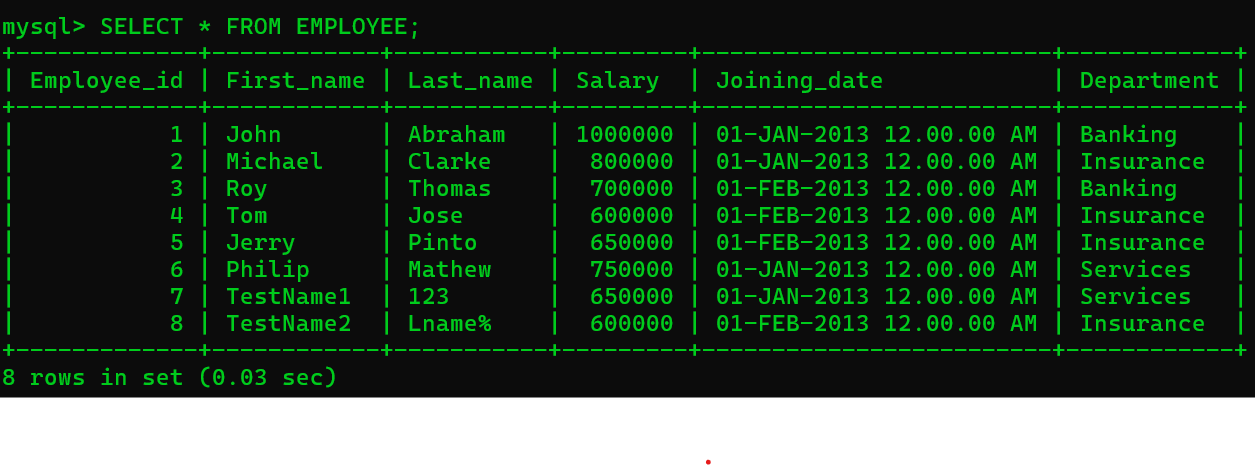 mysql> SELECT * FROM EMPLOYEE;
+-------------+------------+-----------+---------+-------------------------+------------+
| Employee_id | First_name | Last_name | Salary  | Joining_date            | Department |
+-------------+------------+-----------+---------+-------------------------+------------+
|           1 | John       | Abraham   | 1000000 | 01-JAN-2013 12.00.00 AM | Banking    |
|           2 | Michael    | Clarke    |  800000 | 01-JAN-2013 12.00.00 AM | Insurance  |
|           3 | Roy        | Thomas    |  700000 | 01-FEB-2013 12.00.00 AM | Banking    |
|           4 | Tom        | Jose      |  600000 | 01-FEB-2013 12.00.00 AM | Insurance  |
|           5 | Jerry      | Pinto     |  650000 | 01-FEB-2013 12.00.00 AM | Insurance  |
|           6 | Philip     | Mathew    |  750000 | 01-JAN-2013 12.00.00 AM | Services   |
|           7 | TestName1  | 123       |  650000 | 01-JAN-2013 12.00.00 AM | Services   |
|           8 | TestName2  | Lname%    |  600000 | 01-FEB-2013 12.00.00 AM | Insurance  |
+-------------+------------+-----------+---------+-------------------------+------------+
8 rows in set (0.03 sec)